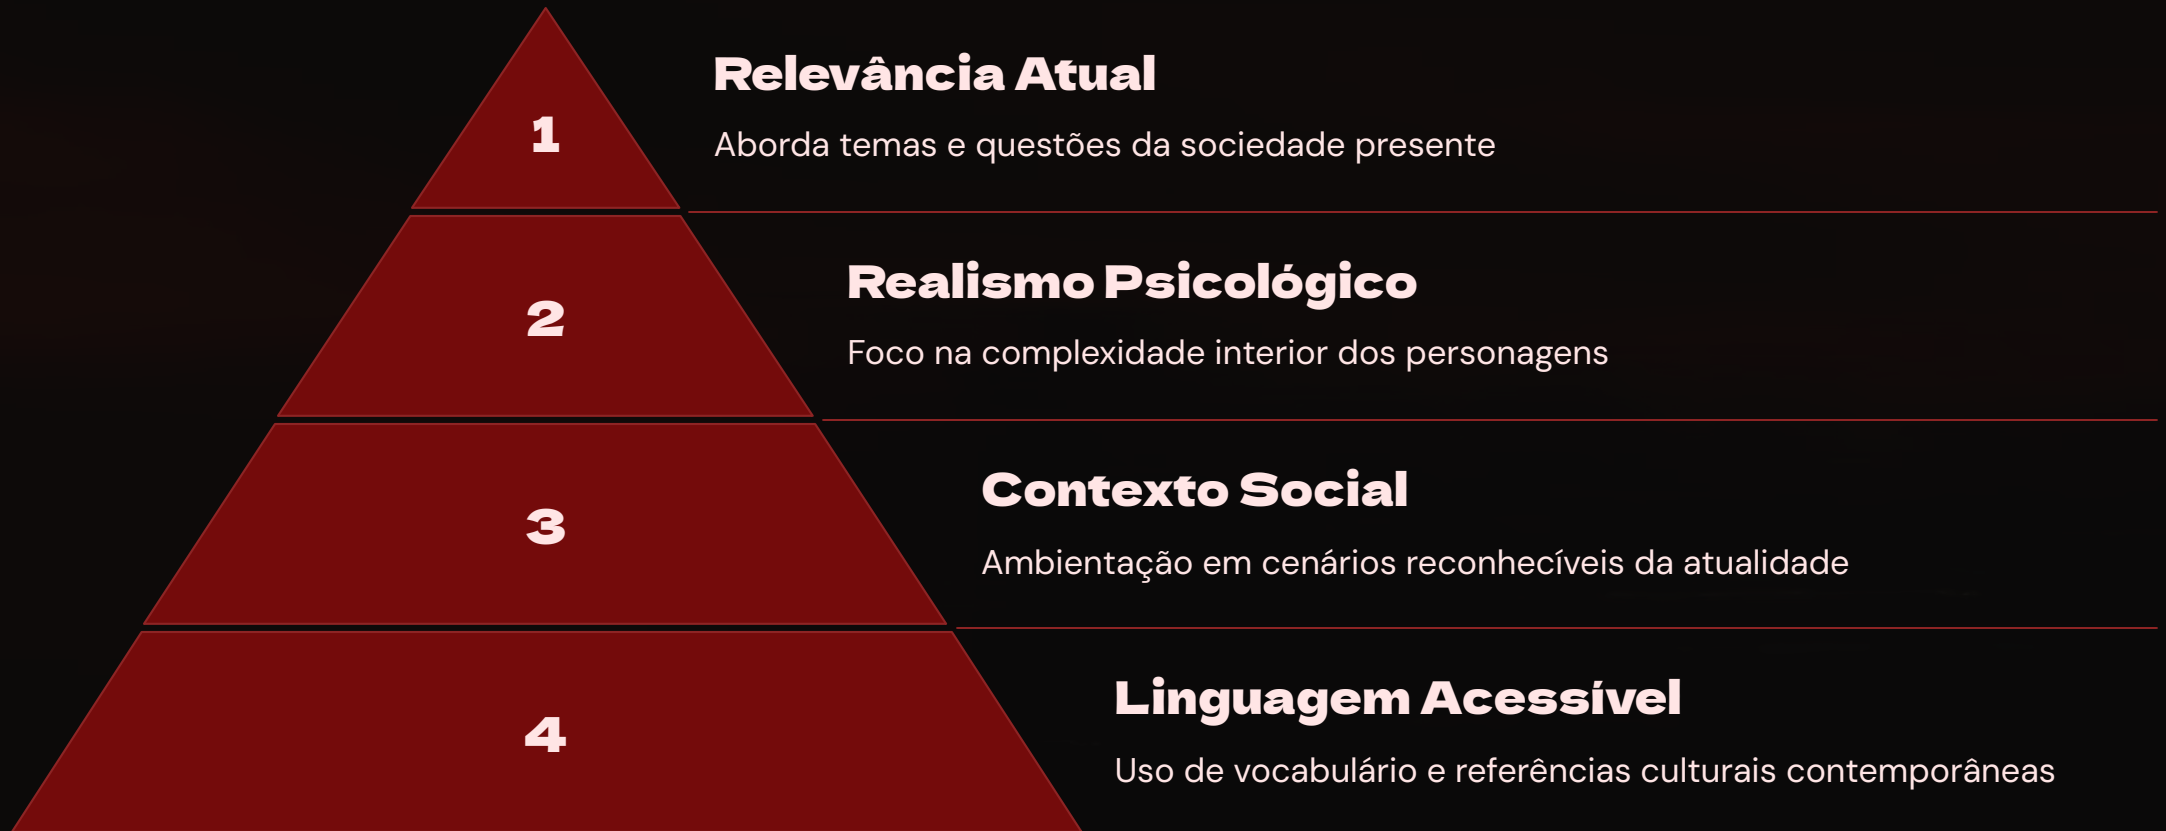 1
Relevância Atual
Aborda temas e questões da sociedade presente
2
Realismo Psicológico
Foco na complexidade interior dos personagens
3
Contexto Social
Ambientação em cenários reconhecíveis da atualidade
4
Linguagem Acessível
Uso de vocabulário e referências culturais contemporâneas